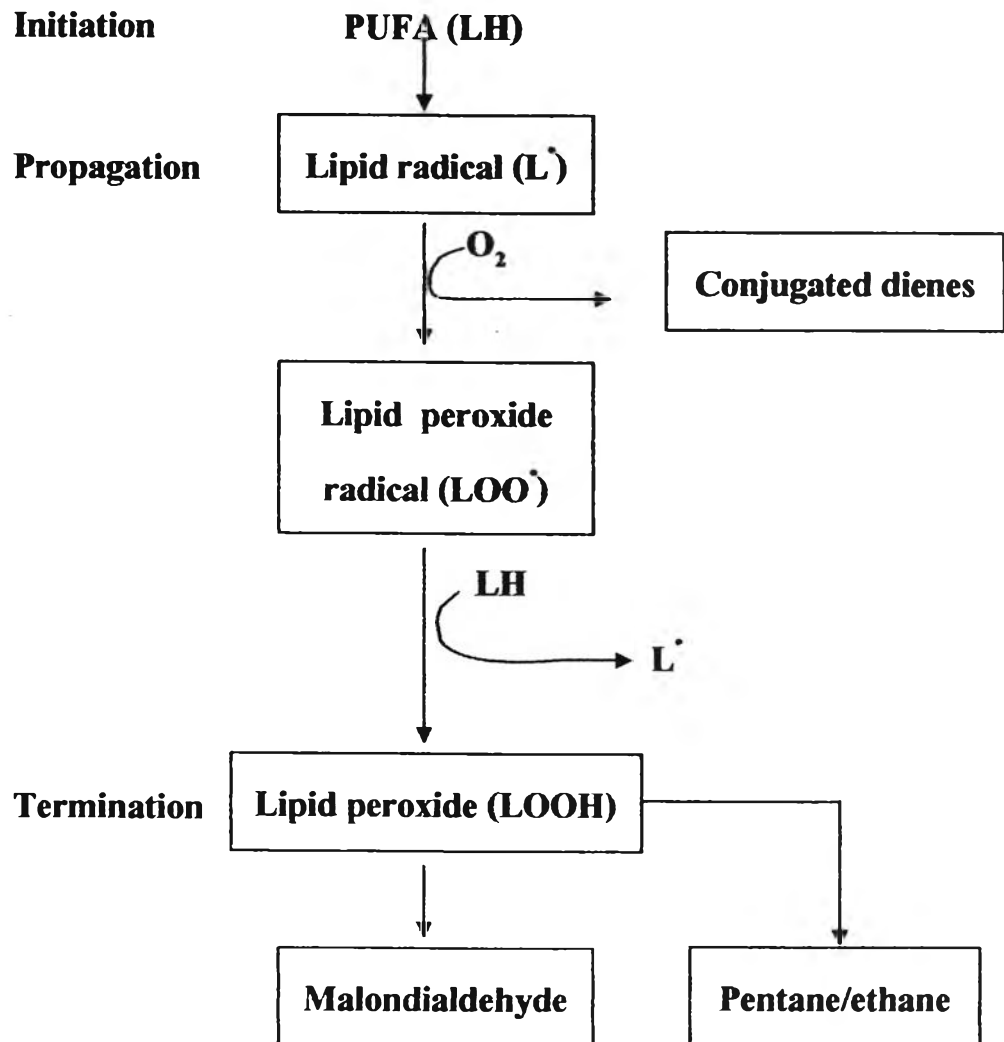 Initiation PUFA (LH)
Propagation Lipid radical (L•)
O2
Conjugated dienes
Lipid peroxide
radical (LOO•)
LH
L•
Termination Lipid peroxide (LOOH)
Malondialdehyde Pentane/ethane